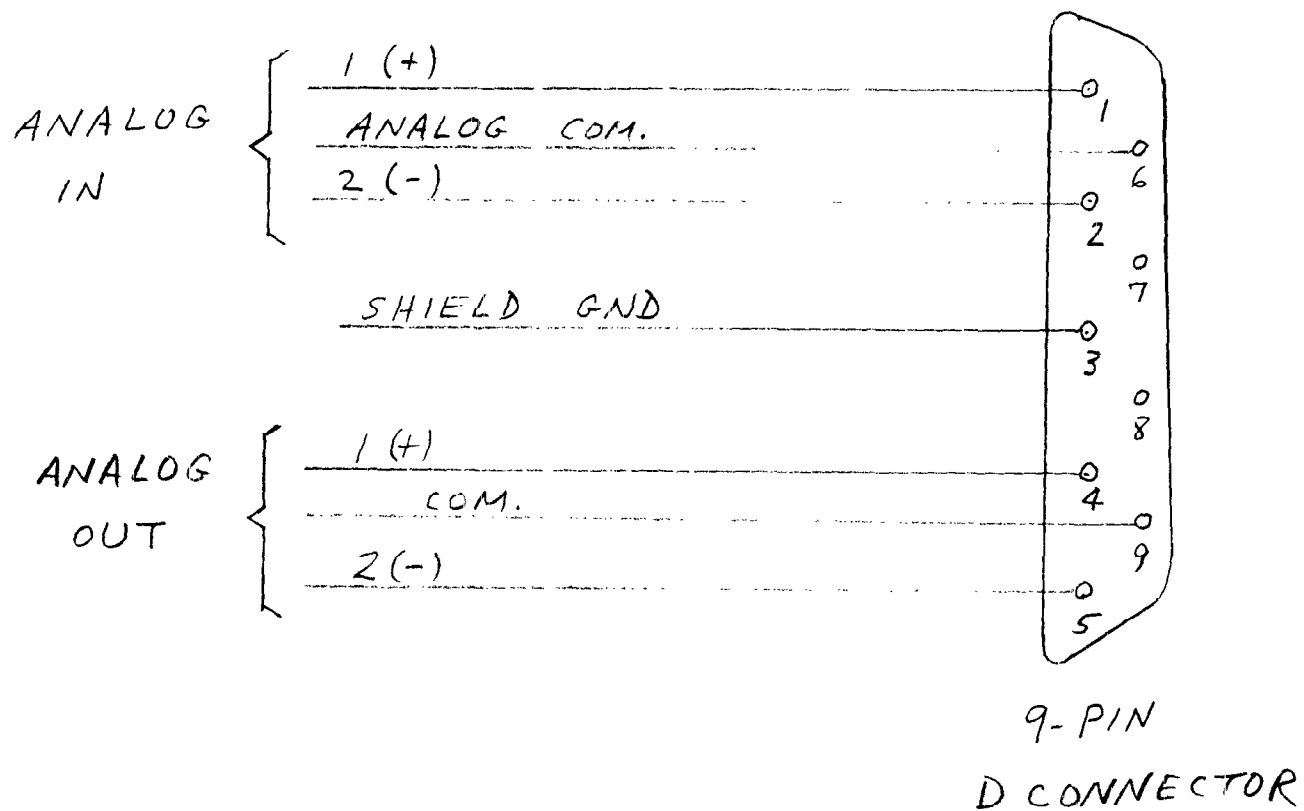 1 (+)
1
ANALOG IN
ANALOG COM.
6
2 (-)
2
7
SHIELD GND
3
8
1 (+)
4
ANALOG OUT
COM.
9
2 (-)
5
9-PIN
D CONNECTOR